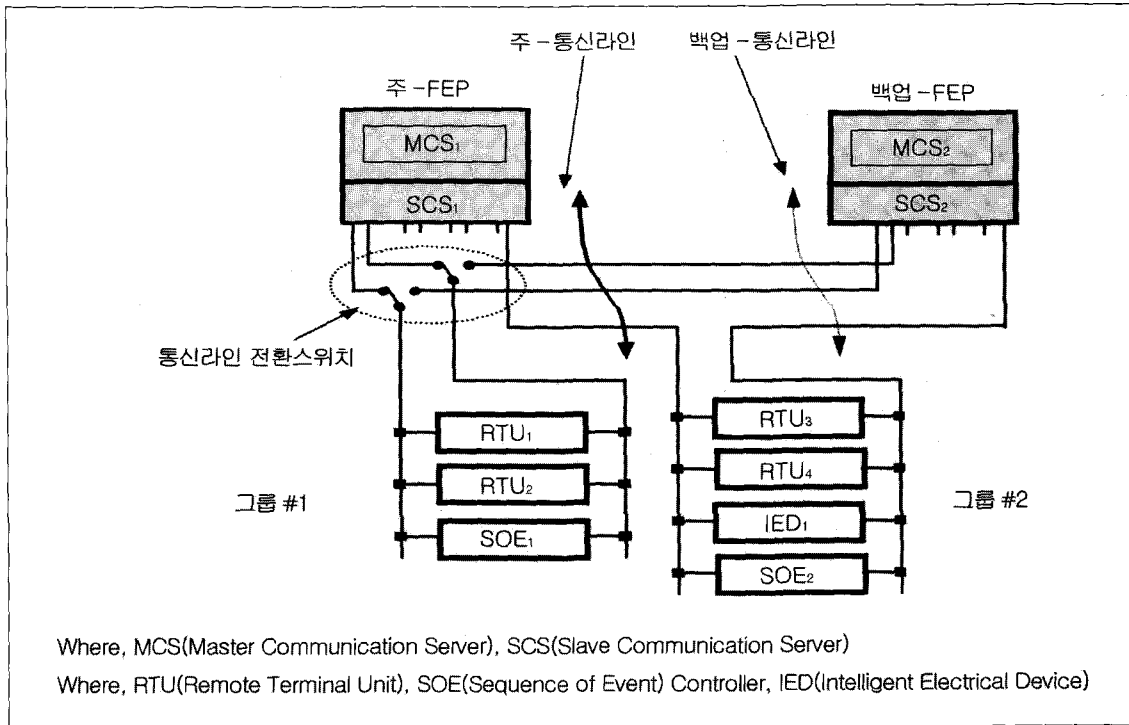 주-통신라인 백업-통신라인
주-FEP
백업-FEP
MCS₁
MCS₂
SCS₁
SCS₂
통신라인 전환스위치
RTU₁
RTU₂
SOE₁
그룹 #1
RTU₃
RTU₄
IED₁
SOE₂
그룹 #2
Where, MCS(Master Communication Server), SCS(Slave Communication Server)
Where, RTU(Remote Terminal Unit), SOE(Sequence of Event) Controller, IED(Intelligent Electrical Device)